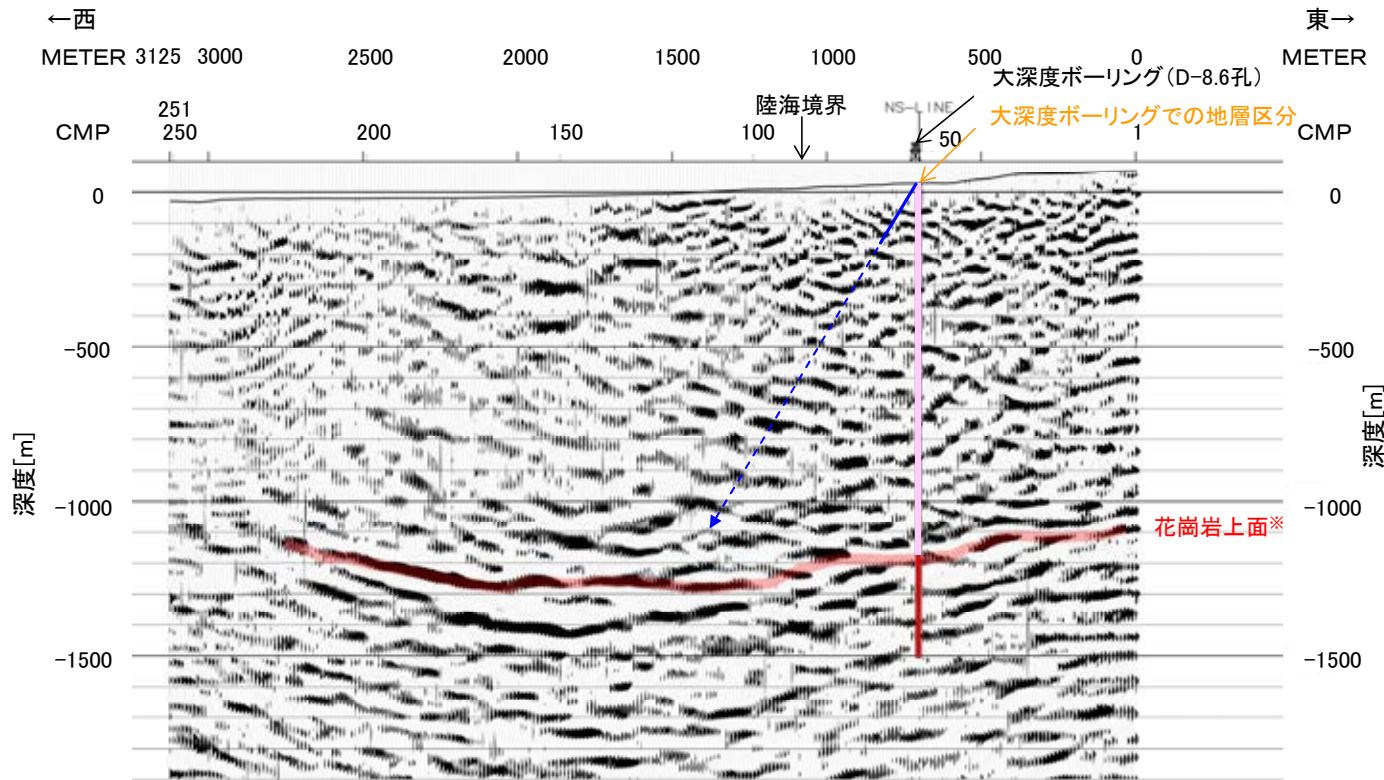 ←西
東→
METER 3125 3000 2500 2000 1500 1000 500 0 METER
大深度ボーリング(D-8.6孔)
陸海境界
NS-LINE
大深度ボーリングでの地層区分
251
CMP 250 200 150 100 50 1 CMP
0 0
-500 -500
深度[m] 深度[m]
-1000 -1000
花崗岩上面※
-1500 -1500